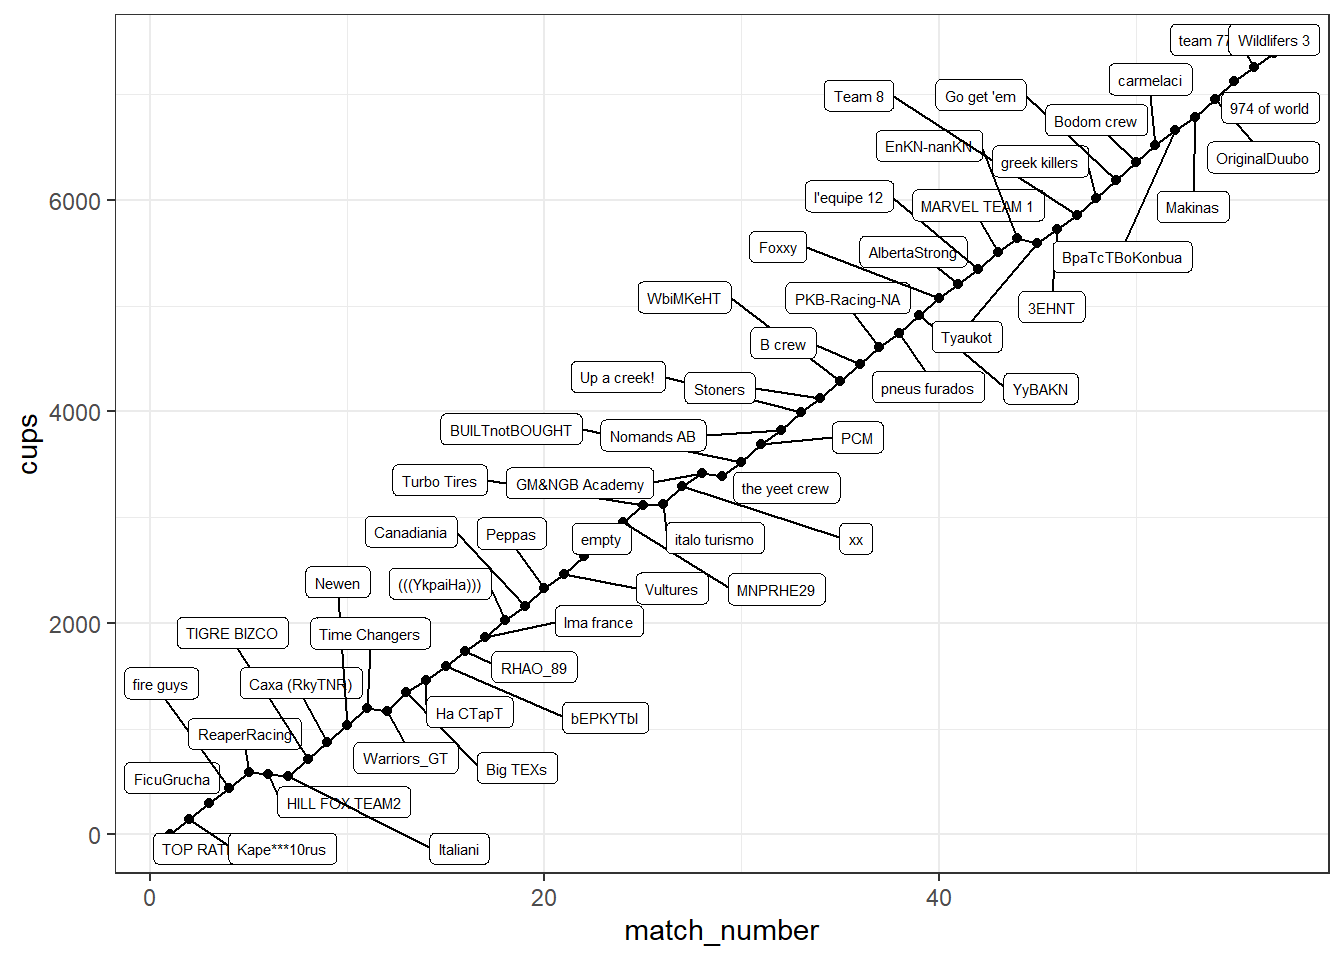 team 77
Wildlifers 3
carmelaci
Team 8
Go get 'em
974 of world
Bodom crew
EnKN-nanKN
greek killers
OriginalDuubo
l'equipe 12
MARVEL TEAM 1
Makinas
6000
Foxxy
AlbertaStrong
BpaTcTBoKonbua
WbiMKeHT
PKB-Racing-NA
3EHNT
B crew
Tyaukot
Up a creek!
Stoners
pneus furados
YyBAKN
4000
BUILTnotBOUGHT
Nomands AB
PCM
cups
Turbo Tires
GM&NGB Academy
the yeet crew
Canadiania
Peppas
empty
italo turismo
xx
Newen
(((YkpaiHa)))
Vultures
MNPRHE29
2000
TIGRE BIZCO
Time Changers
Ima france
fire guys
Caxa (RkyTNR)
RHAO_89
ReaperRacing
Ha CTapT
bEPKYTbI
FicuGrucha
Warriors_GT
Big TEXs
HILL FOX TEAM2
0
TOP RAT
Kape***10rus
Italiani
0
20
40
match_number